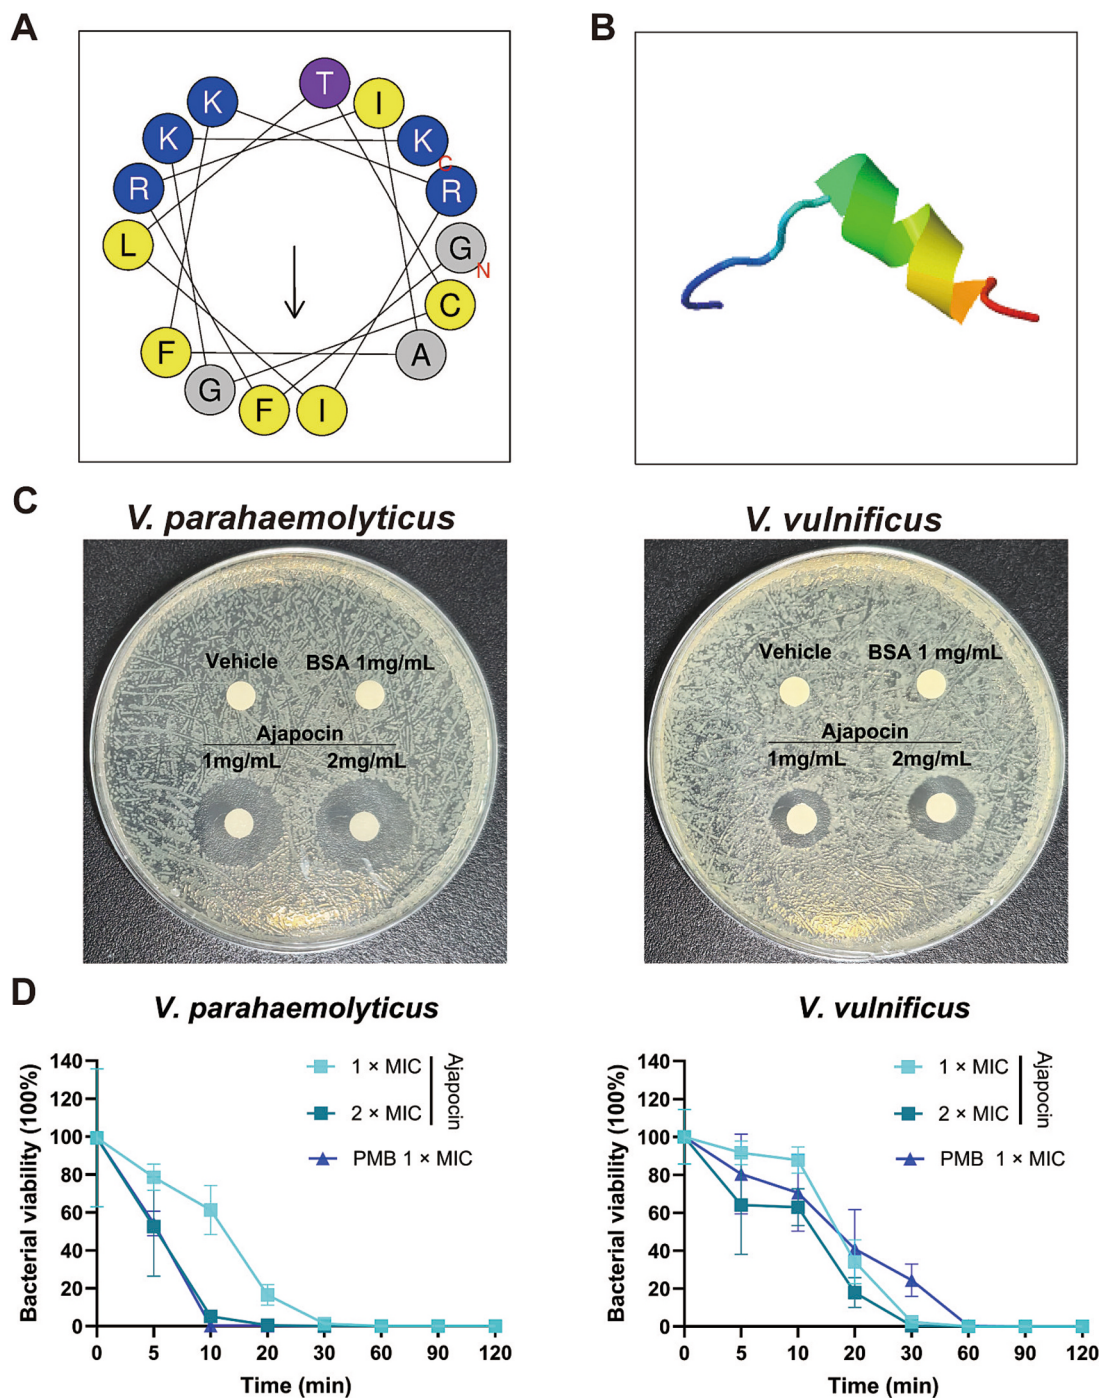 A
B
T
I
K
K
K
C
R
R
L
G
N
C
F
A
G
F
I
C
V. parahaemolyticus
V. vulnificus
Vehicle
BSA 1mg/mL
Ajapocin
1mg/mL
2mg/mL
Vehicle
BSA 1 mg/mL
Ajapocin
1mg/mL
2mg/mL
D
V. parahaemolyticus
Bacterial viability (100%)
140
120
100
80
60
40
20
0
0 5 10 20 30 60 90 120
Time (min)
1 × MIC
2 × MIC
Ajapocin
PMB 1 × MIC
V. vulnificus
Bacterial viability (100%)
140
120
100
80
60
40
20
0
0 5 10 20 30 60 90 120
Time (min)
1 × MIC
2 × MIC
Ajapocin
PMB 1 × MIC